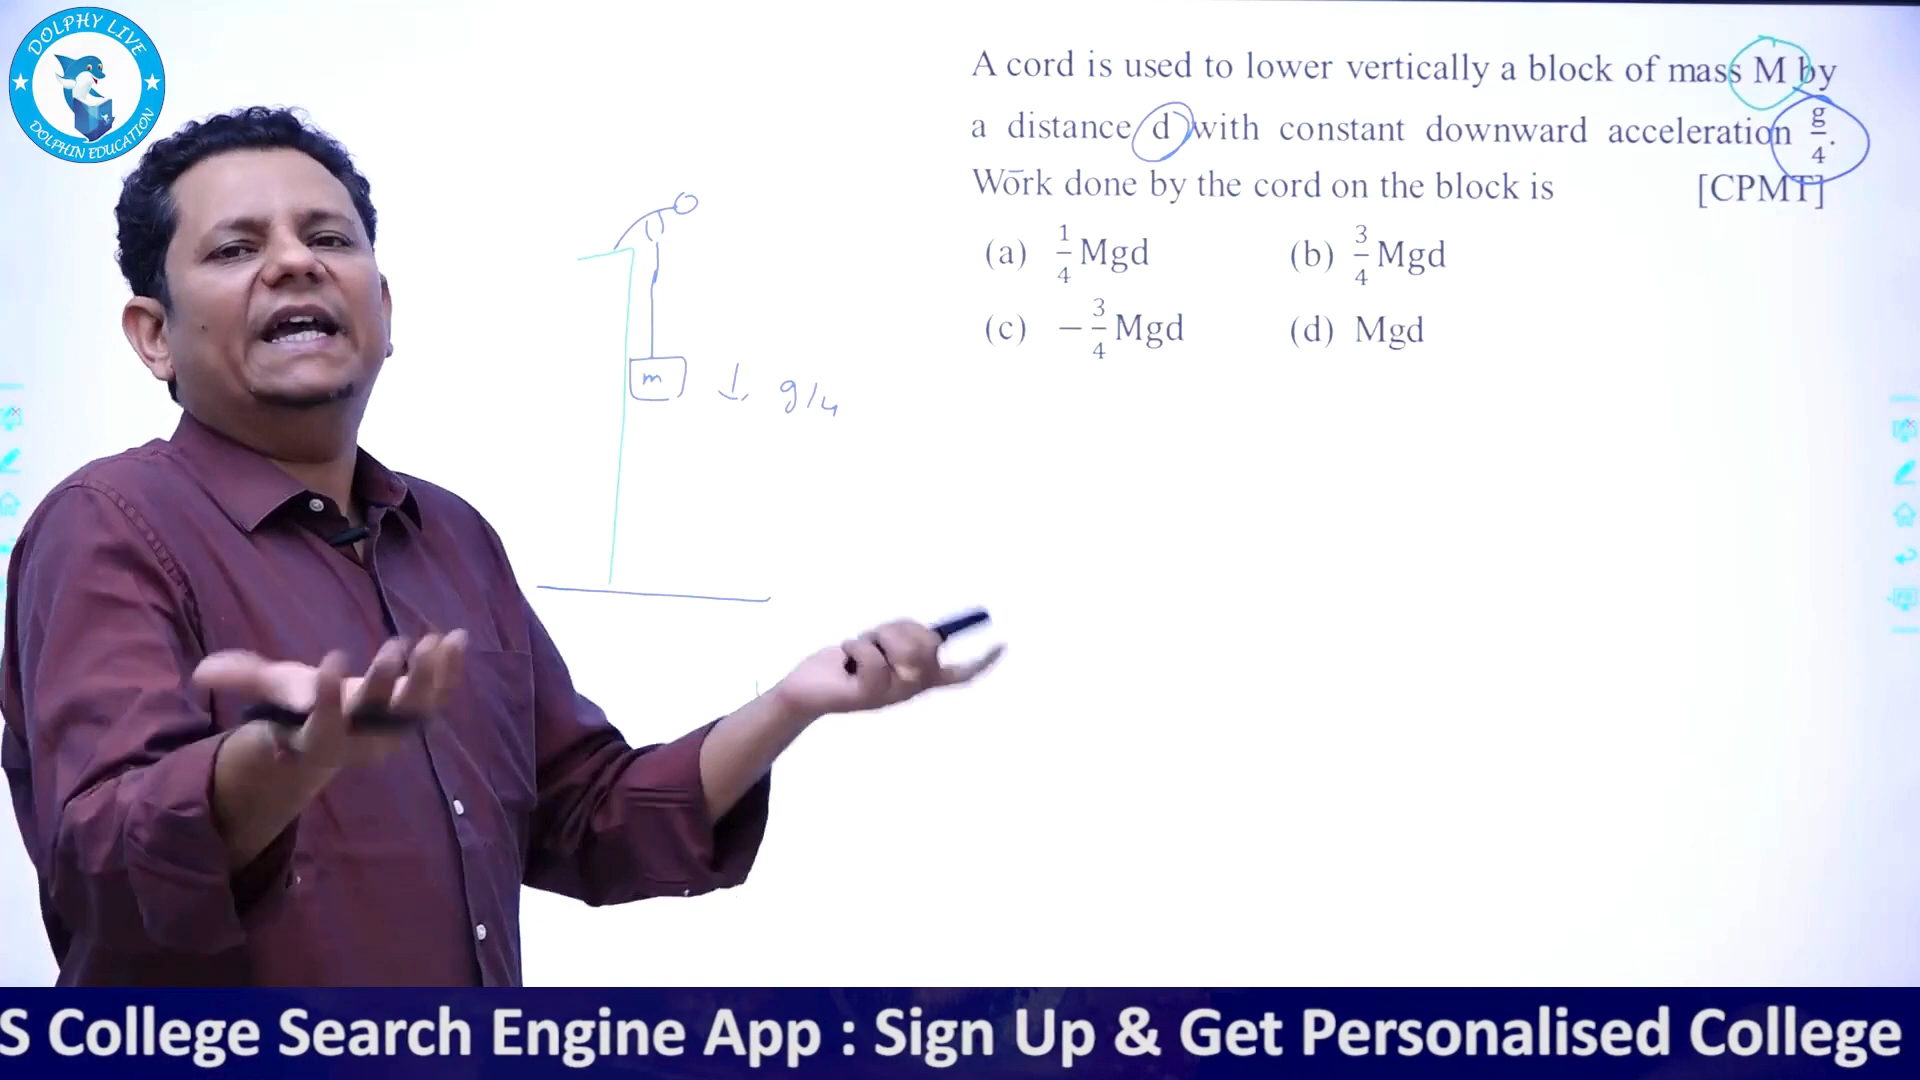 DOLPHY LIVE
DOLPHIN EDUCATION
A cord is used to lower vertically a block of mass M by
a distance d with constant downward acceleration g/4.
Work done by the cord on the block is [CPMT]
(a) 1/4 Mgd (b) 3/4 Mgd
(c) −3/4 Mgd (d) Mgd
m ↓ g/4
S College Search Engine App : Sign Up & Get Personalised College